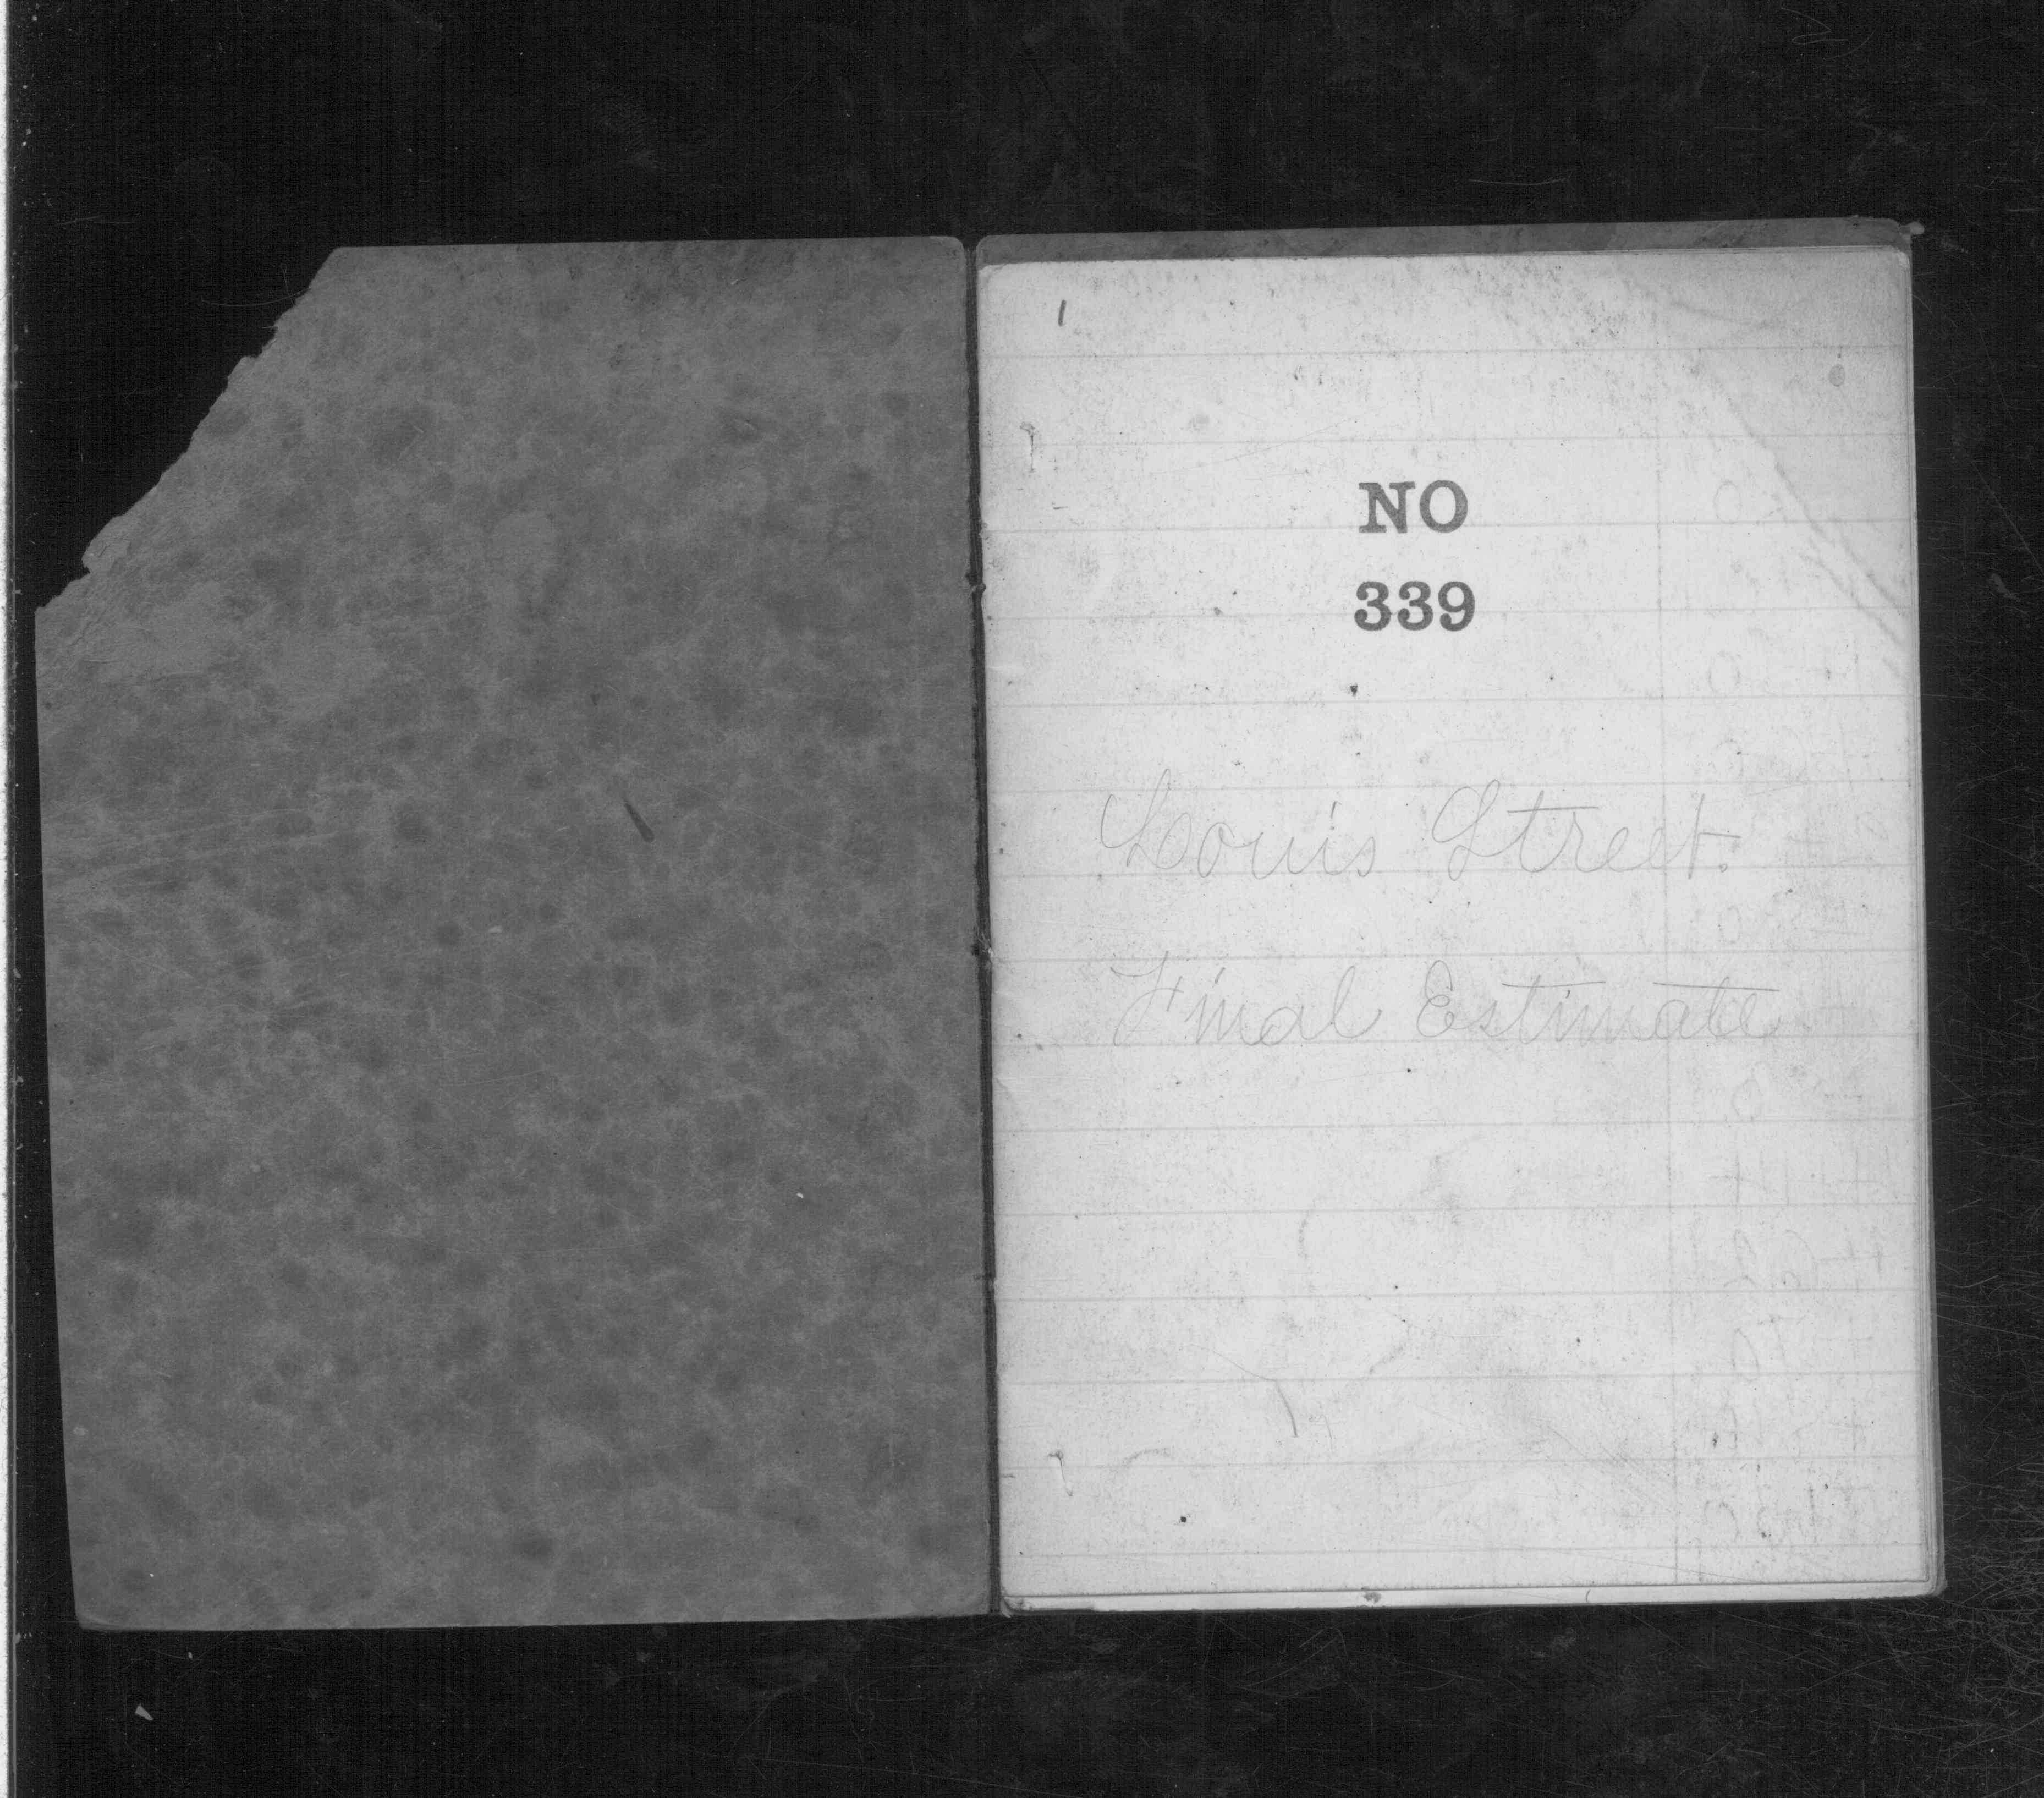 NO
339
Louis Street.
Final Estimate